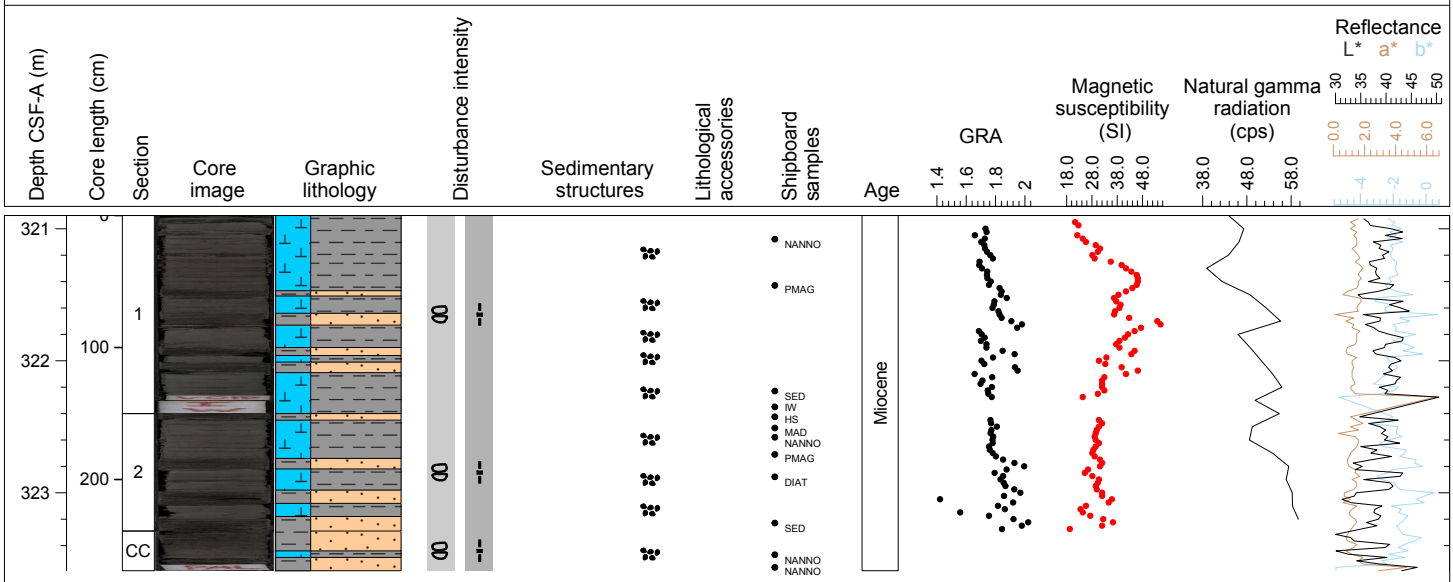 Depth CSF-A (m)
Core length (cm)
Section
Core
image
Graphic
lithology
Disturbance intensity
Sedimentary
structures
Lithological
accessories
Shipboard
samples
Age
GRA
1.4
1.6
1.8
2
Magnetic
susceptibility
(SI)
18.0
28.0
38.0
48.0
Natural gamma
radiation
(cps)
38.0
48.0
58.0
Reflectance
L* a* b*
30 35 40 45 50
0.0
2.0
4.0
6.0
-4
-2
0
321
322
323
0
100
200
1
2
CC
NANNO
PMAG
SED
IW
HS
MAD
NANNO
PMAG
DIAT
SED
NANNO
NANNO
Miocene